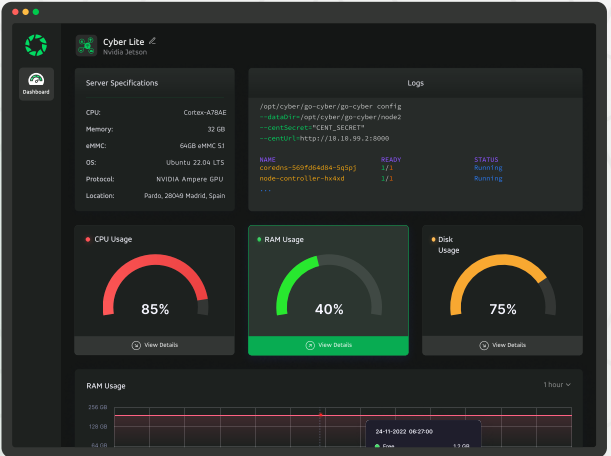 Cyber Lite
Nvidia Jetson
Dashboard
Server Specifications
CPU: Cortex-A78AE
Memory: 32 GB
eMMC: 64GB eMMC 5.1
OS: Ubuntu 22.04 LTS
Protocol: NVIDIA Ampere GPU
Location: Pardo, 28049 Madrid, Spain
Logs
/opt/cyber/go-cyber/go-cyber config
--dataDir=/opt/cyber/go-cyber/node2
--centSecret="CENT_SECRET"
--centUrl=http://10.10.99.2:8000
NAME READY STATUS
coredns-569fd64d84-5q5pj 1/1 Running
node-controller-hx4xd 1/1 Running
...
CPU Usage
85%
View Details
RAM Usage
40%
View Details
Disk
Usage
75%
View Details
RAM Usage
1 hour
256 GB
128 GB
64 GB
24-11-2022 06:27:00
Free 1.2 GB